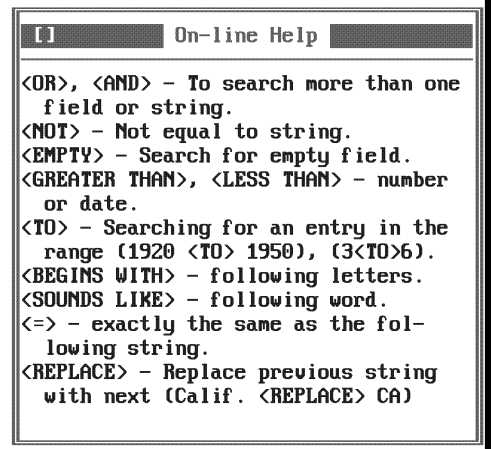 [] On-line Help
<OR>, <AND> - To search more than one
field or string.
<NOT> - Not equal to string.
<EMPTY> - Search for empty field.
<GREATER THAN>, <LESS THAN> - number
or date.
<TO> - Searching for an entry in the
range (1920 <TO> 1950), (3<TO>6).
<BEGINS WITH> - following letters.
<SOUNDS LIKE> - following word.
<=> - exactly the same as the fol-
lowing string.
<REPLACE> - Replace previous string
with next (Calif. <REPLACE> CA)